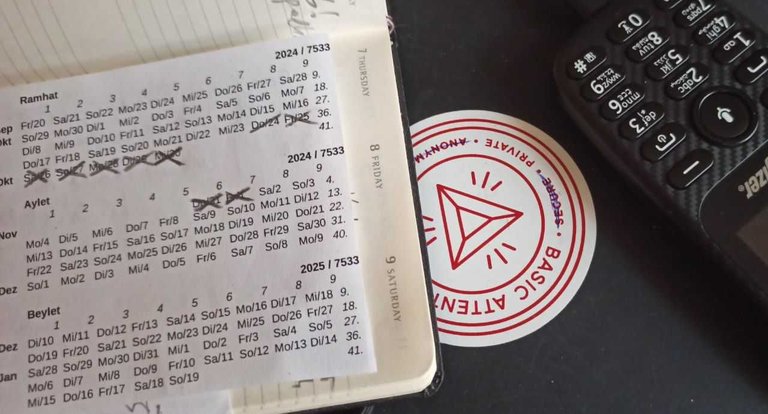 2024 / 7533
Ramhat
1 2 3 4 5 6 7 8 9
ep Fr/20 Sa/21 So/22 Mo/23 Di/24 Mi/25 Do/26 Fr/27 Sa/28 9.
kt So/29 Mo/30 Di/1 Mi/2 Do/3 Fr/4 Sa/5 So/6 Mo/7 18.
Di/8 Mi/9 Do/10 Fr/11 Sa/12 So/13 Mo/14 Di/15 Mi/16 27.
Do/17 Fr/18 Sa/19 So/20 Mo/21 Di/22 Mi/23 Do/24 Fr/25 36.
Okt Sa/26 So/27 Mo/28 41.
2024 / 7533
Aylet
1 2 3 4 5 6 7 8 9
Sa/2 So/3 4.
Nov Mo/4 Di/5 Mi/6 Do/7 Fr/8 Sa/9 So/10 Mo/11 Di/12 13.
Mi/13 Do/14 Fr/15 Sa/16 So/17 Mo/18 Di/19 Mi/20 Do/21 22.
Fr/22 Sa/23 So/24 Mo/25 Di/26 Mi/27 Do/28 Fr/29 Sa/30 31.
Dez So/1 Mo/2 Di/3 Mi/4 Do/5 Fr/6 Sa/7 So/8 Mo/9 40.
2025 / 7533
Beylet
1 2 3 4 5 6 7 8 9
Dez Di/10 Mi/11 Do/12 Fr/13 Sa/14 So/15 Mo/16 Di/17 Mi/18 9.
Do/19 Fr/20 Sa/21 So/22 Mo/23 Di/24 Mi/25 Do/26 Fr/27 18.
Jan Sa/28 So/29 Mo/30 Di/31 Mi/1 Do/2 Fr/3 Sa/4 So/5 27.
Mo/6 Di/7 Mi/8 Do/9 Fr/10 Sa/11 So/12 Mo/13 Di/14 36.
Mi/15 Do/16 Fr/17 Sa/18 So/19 41.
7 THURSDAY
8 FRIDAY
9 SATURDAY
SECURE • PRIVATE • ANONYM
BASIC ATTENT
1
2abc
3def
4ghi
5jkl
6mno
7pqrs
8tuv
9wxyz
0
#
gizer